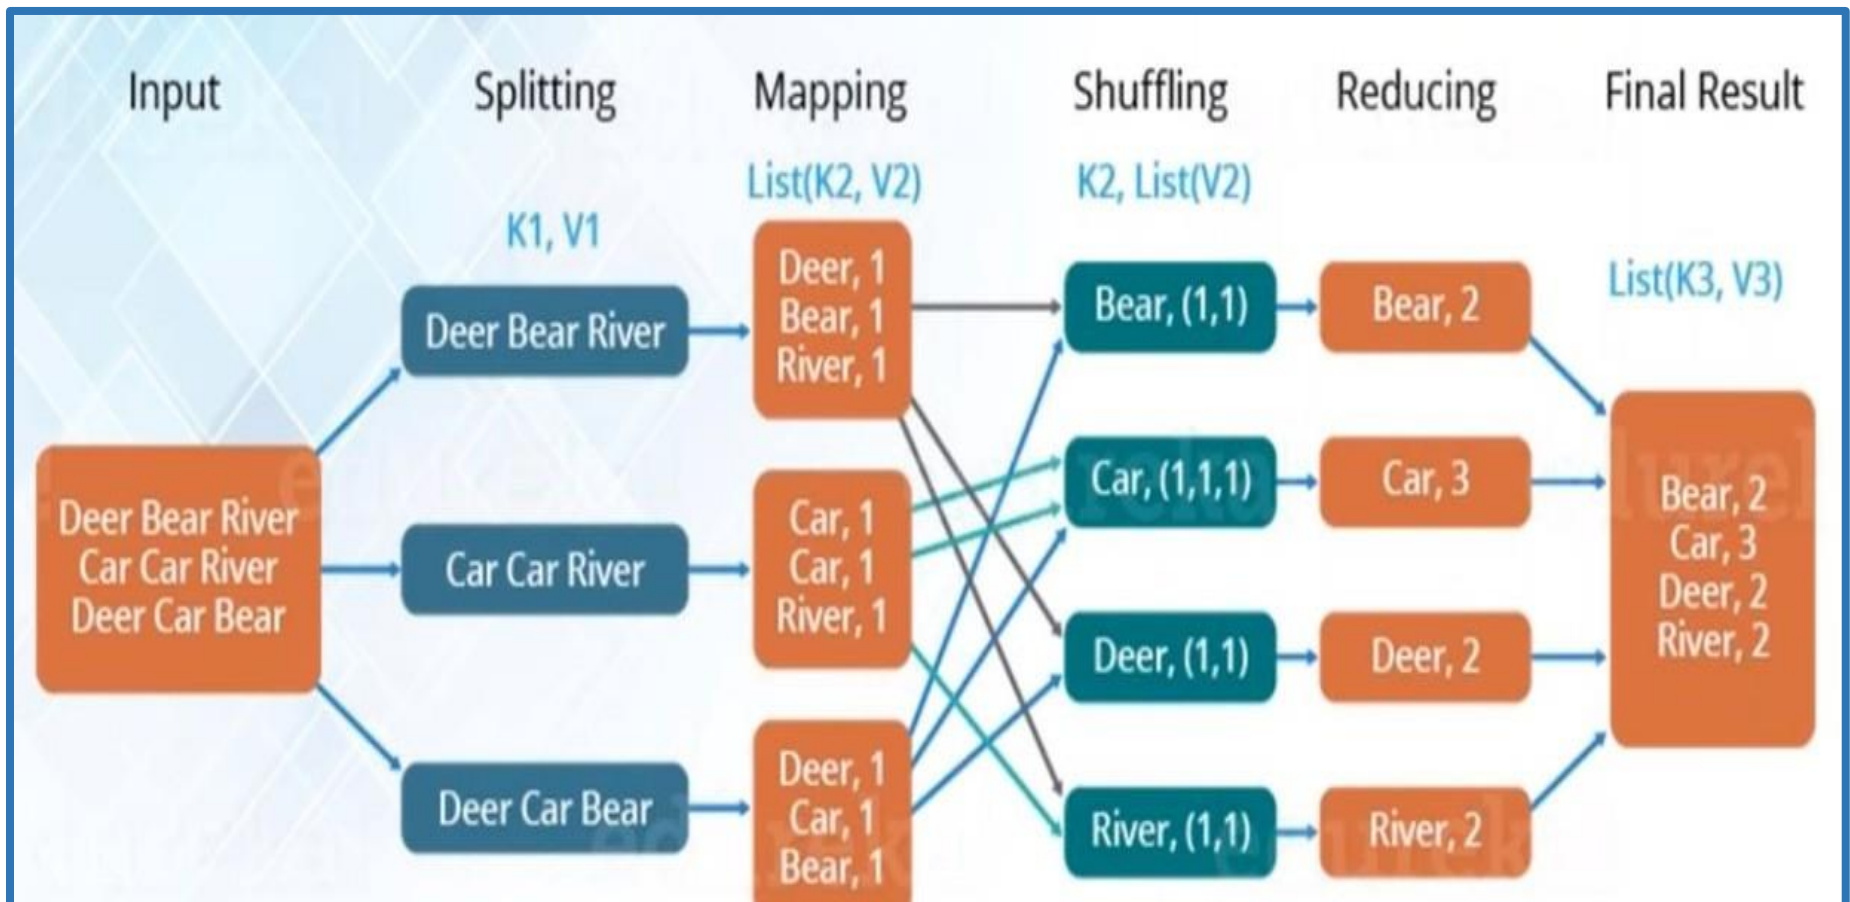 Input
Splitting
Mapping
Shuffling
Reducing
Final Result
K1, V1
List(K2, V2)
K2, List(V2)
List(K3, V3)
Deer Bear River
Car Car River
Deer Car Bear
Deer Bear River
Car Car River
Deer Car Bear
Deer, 1
Bear, 1
River, 1
Car, 1
Car, 1
River, 1
Deer, 1
Car, 1
Bear, 1
Bear, (1,1)
Car, (1,1,1)
Deer, (1,1)
River, (1,1)
Bear, 2
Car, 3
Deer, 2
River, 2
Bear, 2
Car, 3
Deer, 2
River, 2